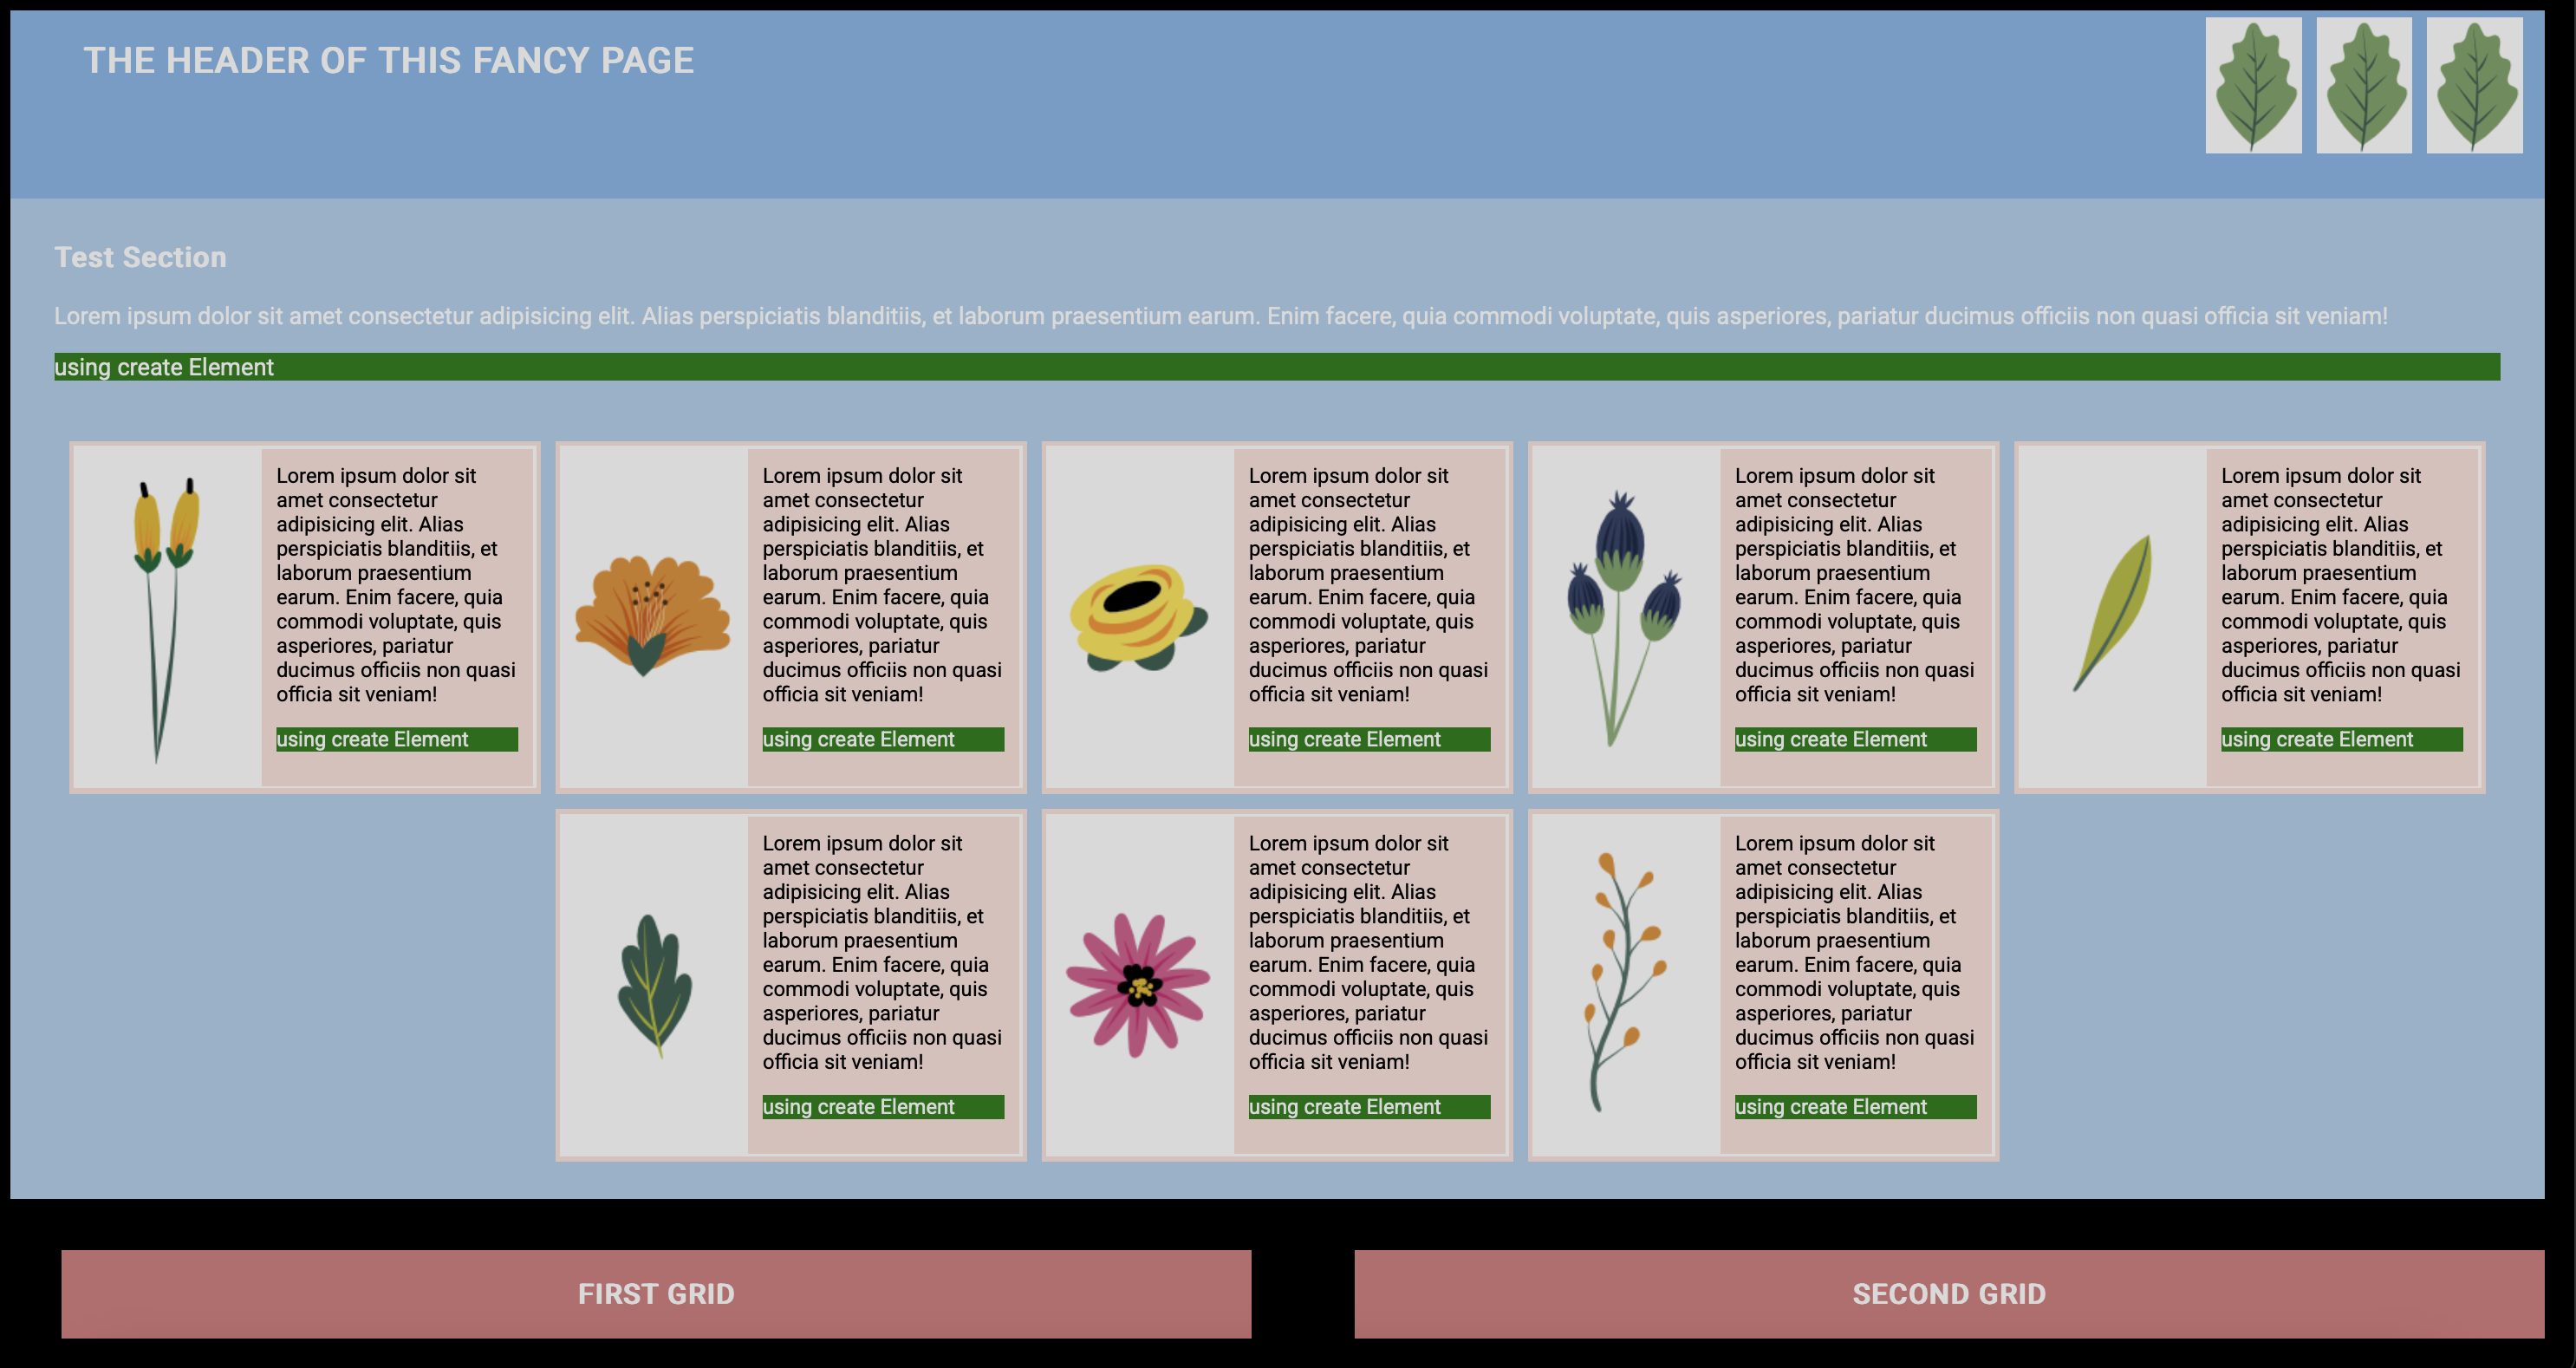 THE HEADER OF THIS FANCY PAGE
Test Section
Lorem ipsum dolor sit amet consectetur adipisicing elit. Alias perspiciatis blanditiis, et laborum praesentium earum. Enim facere, quia commodi voluptate, quis asperiores, pariatur ducimus officiis non quasi officia sit veniam!
using create Element
Lorem ipsum dolor sit
amet consectetur
adipisicing elit. Alias
perspiciatis blanditiis, et
laborum praesentium
earum. Enim facere, quia
commodi voluptate, quis
asperiores, pariatur
ducimus officiis non quasi
officia sit veniam!
using create Element
Lorem ipsum dolor sit
amet consectetur
adipisicing elit. Alias
perspiciatis blanditiis, et
laborum praesentium
earum. Enim facere, quia
commodi voluptate, quis
asperiores, pariatur
ducimus officiis non quasi
officia sit veniam!
using create Element
Lorem ipsum dolor sit
amet consectetur
adipisicing elit. Alias
perspiciatis blanditiis, et
laborum praesentium
earum. Enim facere, quia
commodi voluptate, quis
asperiores, pariatur
ducimus officiis non quasi
officia sit veniam!
using create Element
Lorem ipsum dolor sit
amet consectetur
adipisicing elit. Alias
perspiciatis blanditiis, et
laborum praesentium
earum. Enim facere, quia
commodi voluptate, quis
asperiores, pariatur
ducimus officiis non quasi
officia sit veniam!
using create Element
Lorem ipsum dolor sit
amet consectetur
adipisicing elit. Alias
perspiciatis blanditiis, et
laborum praesentium
earum. Enim facere, quia
commodi voluptate, quis
asperiores, pariatur
ducimus officiis non quasi
officia sit veniam!
using create Element
Lorem ipsum dolor sit
amet consectetur
adipisicing elit. Alias
perspiciatis blanditiis, et
laborum praesentium
earum. Enim facere, quia
commodi voluptate, quis
asperiores, pariatur
ducimus officiis non quasi
officia sit veniam!
using create Element
Lorem ipsum dolor sit
amet consectetur
adipisicing elit. Alias
perspiciatis blanditiis, et
laborum praesentium
earum. Enim facere, quia
commodi voluptate, quis
asperiores, pariatur
ducimus officiis non quasi
officia sit veniam!
using create Element
Lorem ipsum dolor sit
amet consectetur
adipisicing elit. Alias
perspiciatis blanditiis, et
laborum praesentium
earum. Enim facere, quia
commodi voluptate, quis
asperiores, pariatur
ducimus officiis non quasi
officia sit veniam!
using create Element
FIRST GRID
SECOND GRID